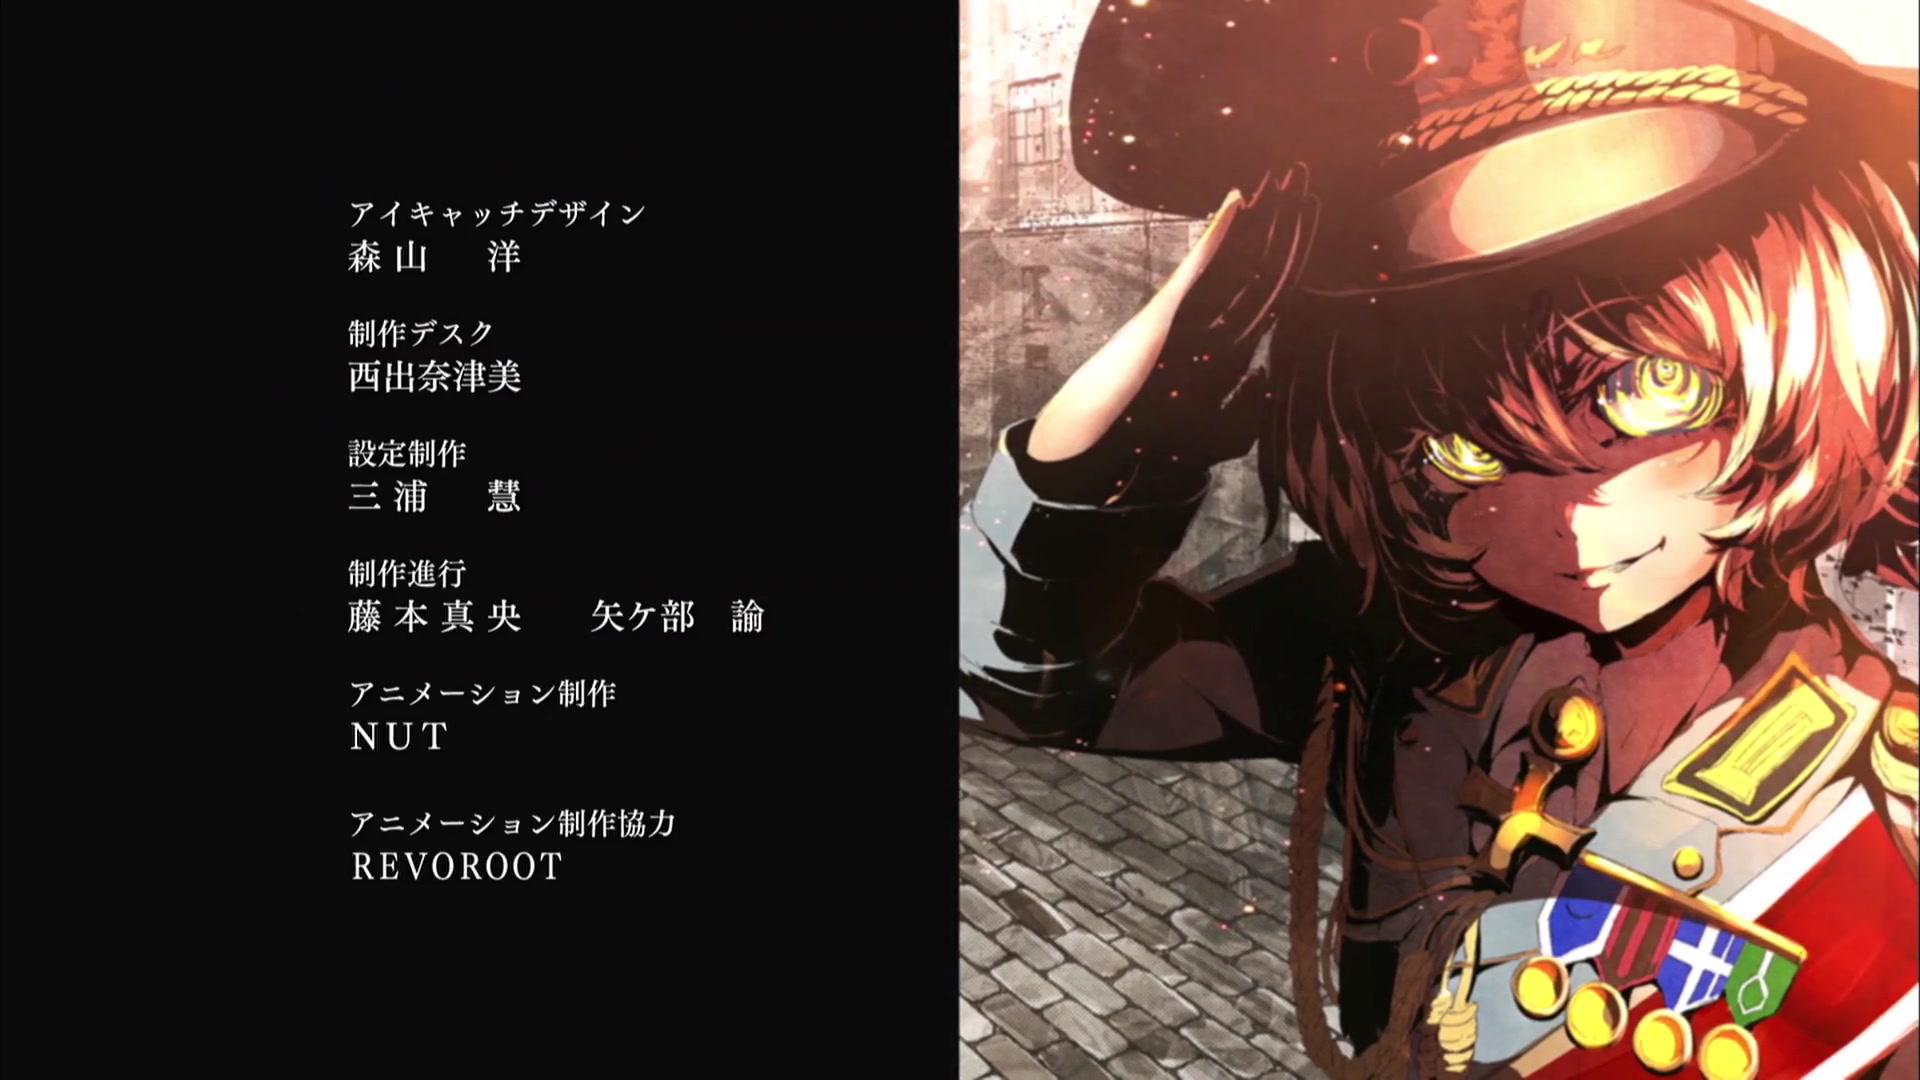 アイキャッチデザイン
森山 洋
制作デスク
西出奈津美
設定制作
三浦 慧
制作進行
藤本真央 矢ケ部 諭
アニメーション制作
NUT
アニメーション制作協力
REVOROOT